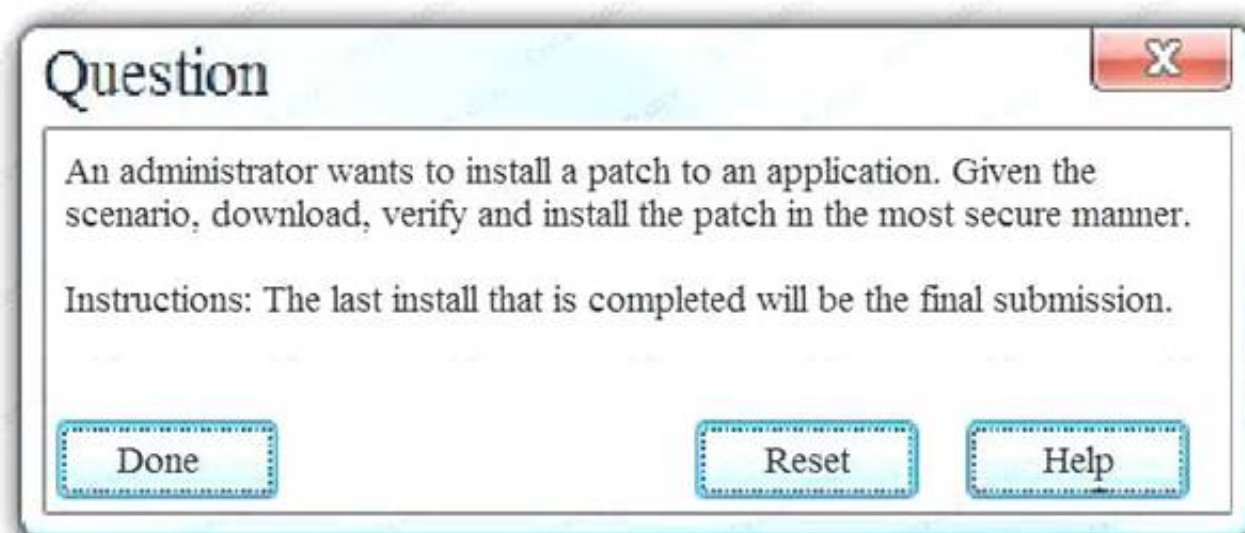 Question
X
An administrator wants to install a patch to an application. Given the
scenario, download, verify and install the patch in the most secure manner.
Instructions: The last install that is completed will be the final submission.
Done
Reset
Help